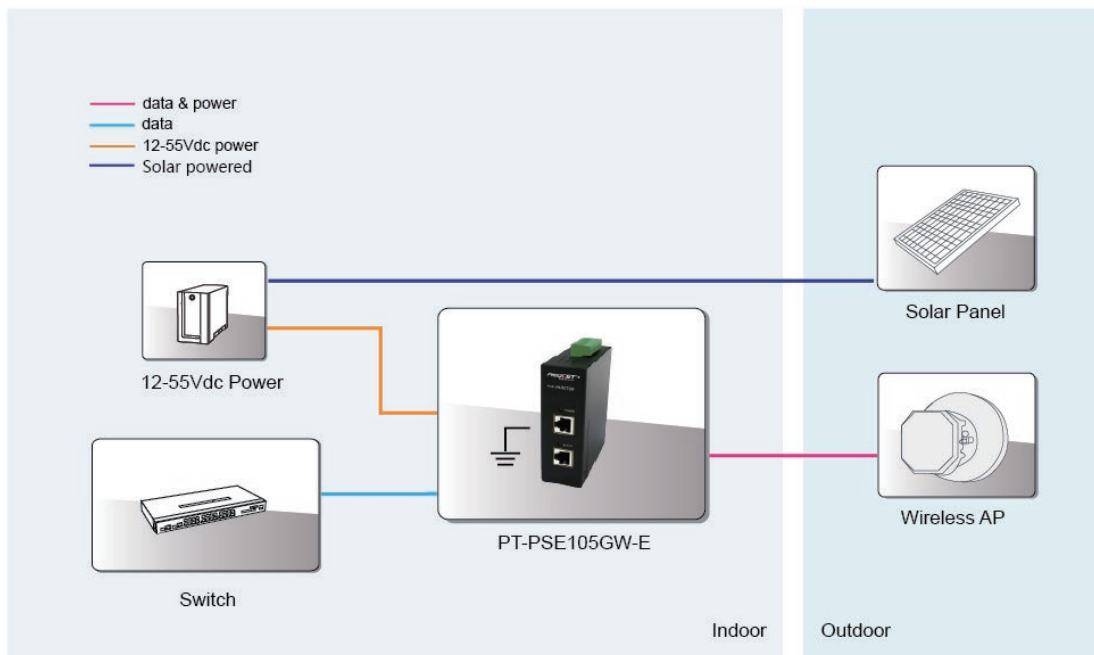 data & power
data
12-55Vdc power
Solar powered
Solar Panel
12-55Vdc Power
PT-PSE105GW-E
Wireless AP
Switch
Indoor
Outdoor